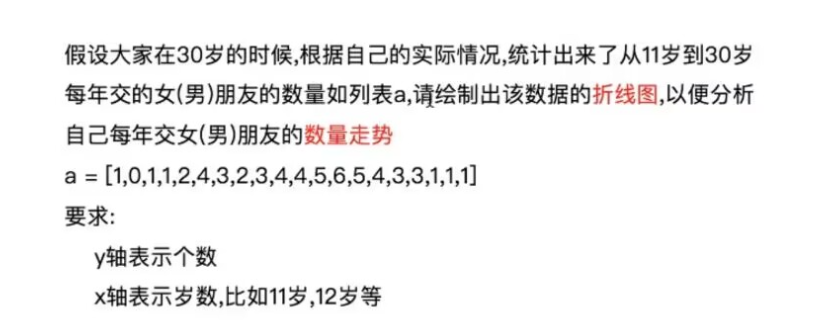 假设大家在30岁的时候,根据自己的实际情况,统计出来了从11岁到30岁
每年交的女(男)朋友的数量如列表a,请绘制出该数据的折线图,以便分析
自己每年交女(男)朋友的数量走势
a = [1,0,1,1,2,4,3,2,3,4,4,5,6,5,4,3,3,1,1,1]
要求:
y轴表示个数
x轴表示岁数,比如11岁,12岁等